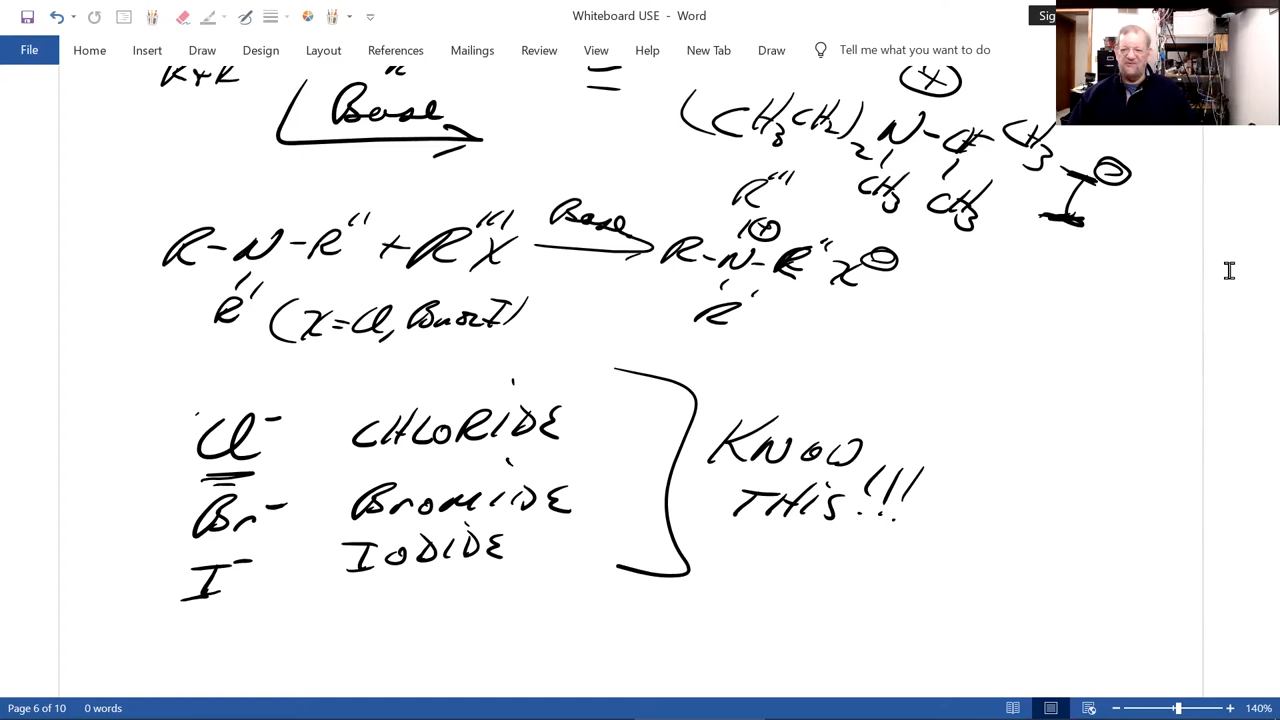 Whiteboard USE - Word
Sig
File Home Insert Draw Design Layout References Mailings Review View Help New Tab Draw Tell me what you want to do
Base
(CH3CH2)2N-CH CH3
⊕
CH3 CH3 I⊖
R-N-R'' + R'''X Base R-N-R'' X⊖
R''' ⊕
R' (X=Cl, Br or I) R'
Cl⁻ CHLORIDE
Br⁻ BROMIDE
I⁻ IODIDE
KNOW
THIS!!!
Page 6 of 10 0 words 140%